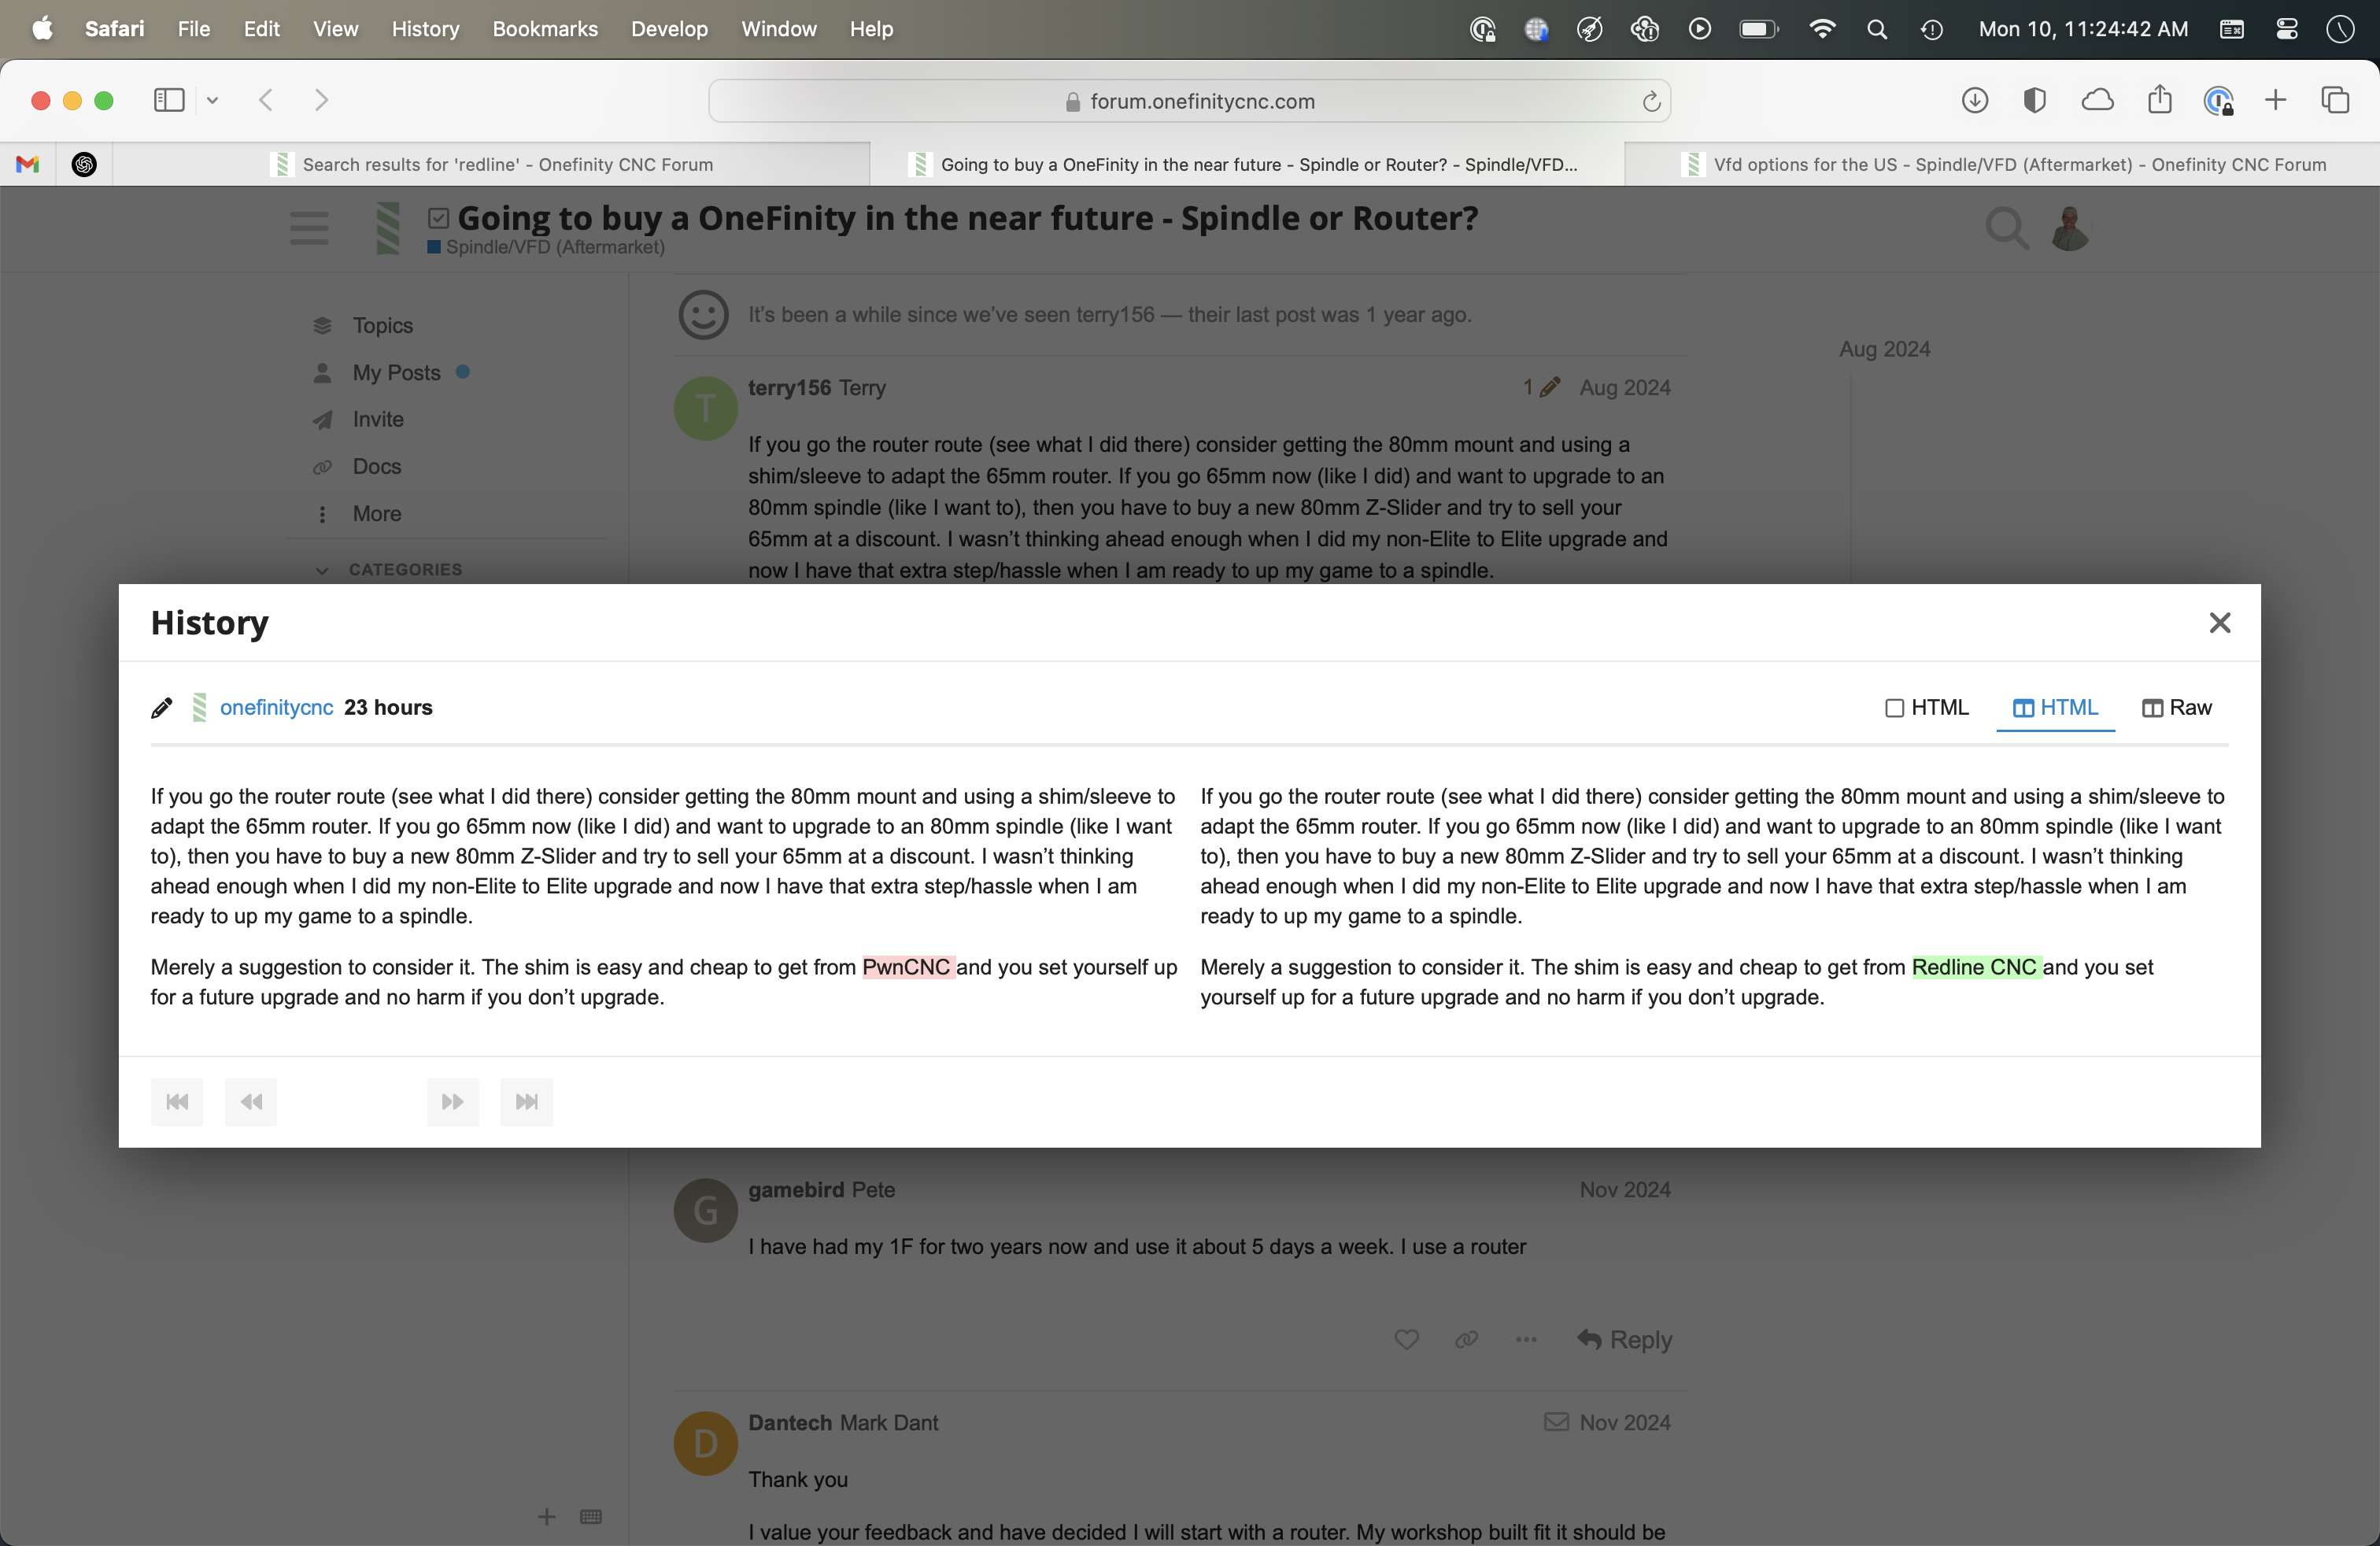 Safari File Edit View History Bookmarks Develop Window Help Mon 10, 11:24:42 AM
forum.onefinitycnc.com
Search results for 'redline' - Onefinity CNC Forum
Going to buy a OneFinity in the near future - Spindle or Router? - Spindle/VFD...
Vfd options for the US - Spindle/VFD (Aftermarket) - Onefinity CNC Forum
Going to buy a OneFinity in the near future - Spindle or Router?
Spindle/VFD (Aftermarket)
Topics
My Posts
Invite
Docs
More
CATEGORIES
It's been a while since we've seen terry156 — their last post was 1 year ago.
Aug 2024
T
terry156 Terry 1 Aug 2024
If you go the router route (see what I did there) consider getting the 80mm mount and using a
shim/sleeve to adapt the 65mm router. If you go 65mm now (like I did) and want to upgrade to an
80mm spindle (like I want to), then you have to buy a new 80mm Z-Slider and try to sell your
65mm at a discount. I wasn't thinking ahead enough when I did my non-Elite to Elite upgrade and
now I have that extra step/hassle when I am ready to up my game to a spindle.
History
onefinitycnc 23 hours
HTML HTML Raw
If you go the router route (see what I did there) consider getting the 80mm mount and using a shim/sleeve to
adapt the 65mm router. If you go 65mm now (like I did) and want to upgrade to an 80mm spindle (like I want
to), then you have to buy a new 80mm Z-Slider and try to sell your 65mm at a discount. I wasn't thinking
ahead enough when I did my non-Elite to Elite upgrade and now I have that extra step/hassle when I am
ready to up my game to a spindle.
Merely a suggestion to consider it. The shim is easy and cheap to get from PwnCNC and you set yourself up
for a future upgrade and no harm if you don't upgrade.
If you go the router route (see what I did there) consider getting the 80mm mount and using a shim/sleeve to
adapt the 65mm router. If you go 65mm now (like I did) and want to upgrade to an 80mm spindle (like I want
to), then you have to buy a new 80mm Z-Slider and try to sell your 65mm at a discount. I wasn't thinking
ahead enough when I did my non-Elite to Elite upgrade and now I have that extra step/hassle when I am
ready to up my game to a spindle.
Merely a suggestion to consider it. The shim is easy and cheap to get from Redline CNC and you set
yourself up for a future upgrade and no harm if you don't upgrade.
G
gamebird Pete Nov 2024
I have had my 1F for two years now and use it about 5 days a week. I use a router
Reply
D
Dantech Mark Dant Nov 2024
Thank you
I value your feedback and have decided I will start with a router. My workshop built fit it should be